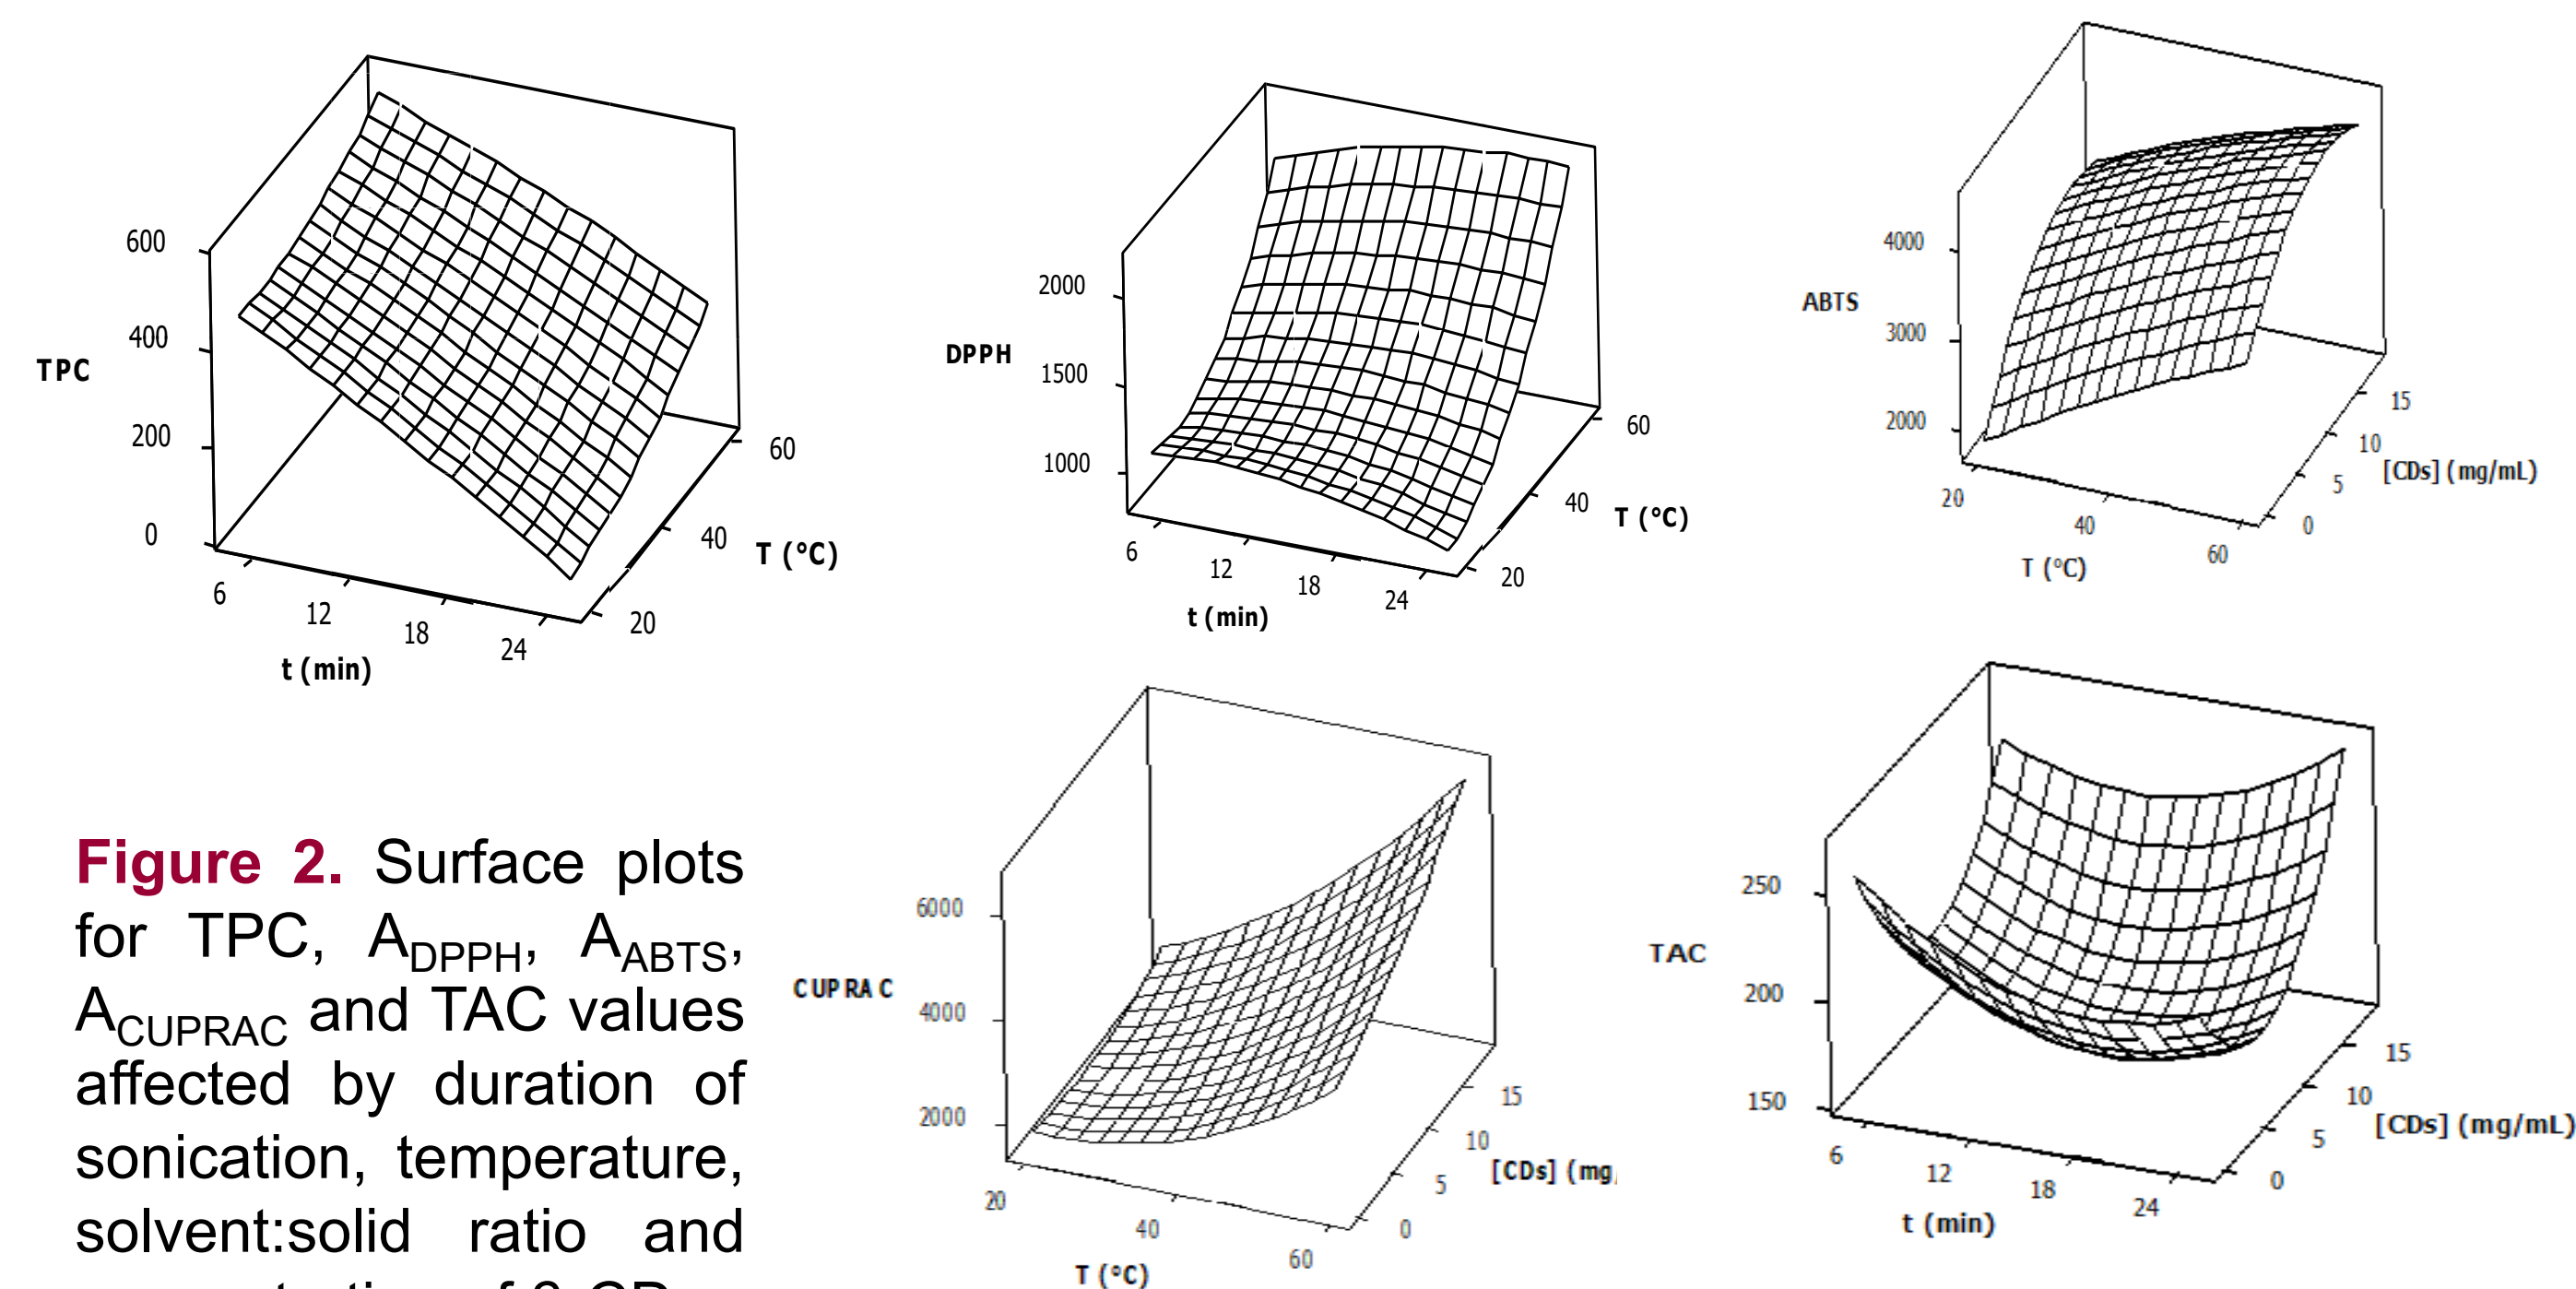 600
400
200
0
TPC
6
12
18
24
t (min)
20
40
60
T (°C)
2000
1500
1000
DPPH
6
12
18
24
t (min)
20
40
60
T (°C)
4000
3000
2000
ABTS
20
40
60
T (°C)
0
5
10
15
[CDs] (mg/mL)
Figure 2. Surface plots
for TPC, ADPPH, AABTS,
ACUPRAC and TAC values
affected by duration of
sonication, temperature,
solvent:solid ratio and
6000
4000
2000
CUPRAC
20
40
60
T (°C)
0
5
10
15
[CDs] (mg
250
200
150
TAC
6
12
18
24
t (min)
0
5
10
15
[CDs] (mg/mL)